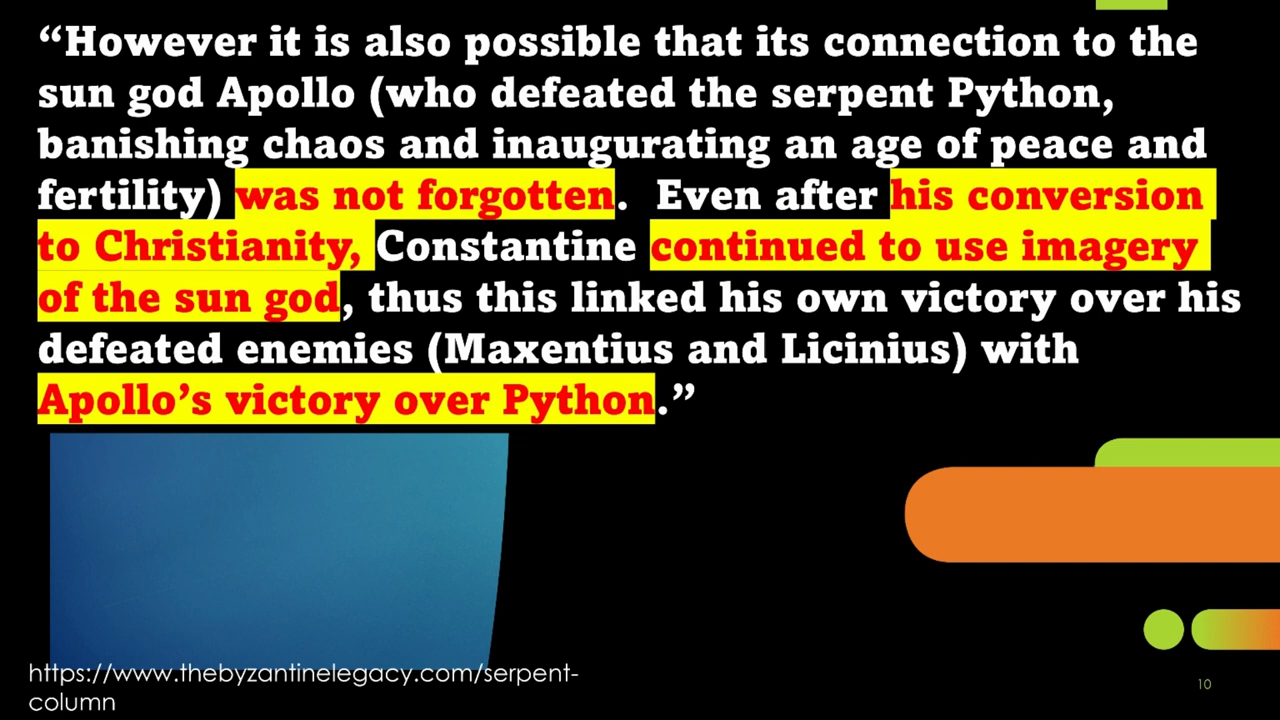 “However it is also possible that its connection to the
sun god Apollo (who defeated the serpent Python,
banishing chaos and inaugurating an age of peace and
fertility) was not forgotten.  Even after his conversion
to Christianity, Constantine continued to use imagery
of the sun god, thus this linked his own victory over his
defeated enemies (Maxentius and Licinius) with
Apollo’s victory over Python.”
https://www.thebyzantinelegacy.com/serpent-
column
10